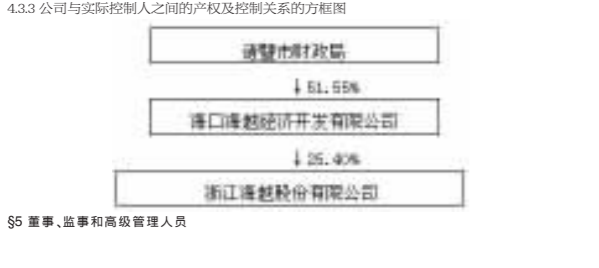 4.3.3 公司与实际控制人之间的产权及控制关系的方框图
诸暨市财政局
↓51.55%
海口海越经济开发有限公司
↓25.40%
浙江海越股份有限公司
§5 董事、监事和高级管理人员